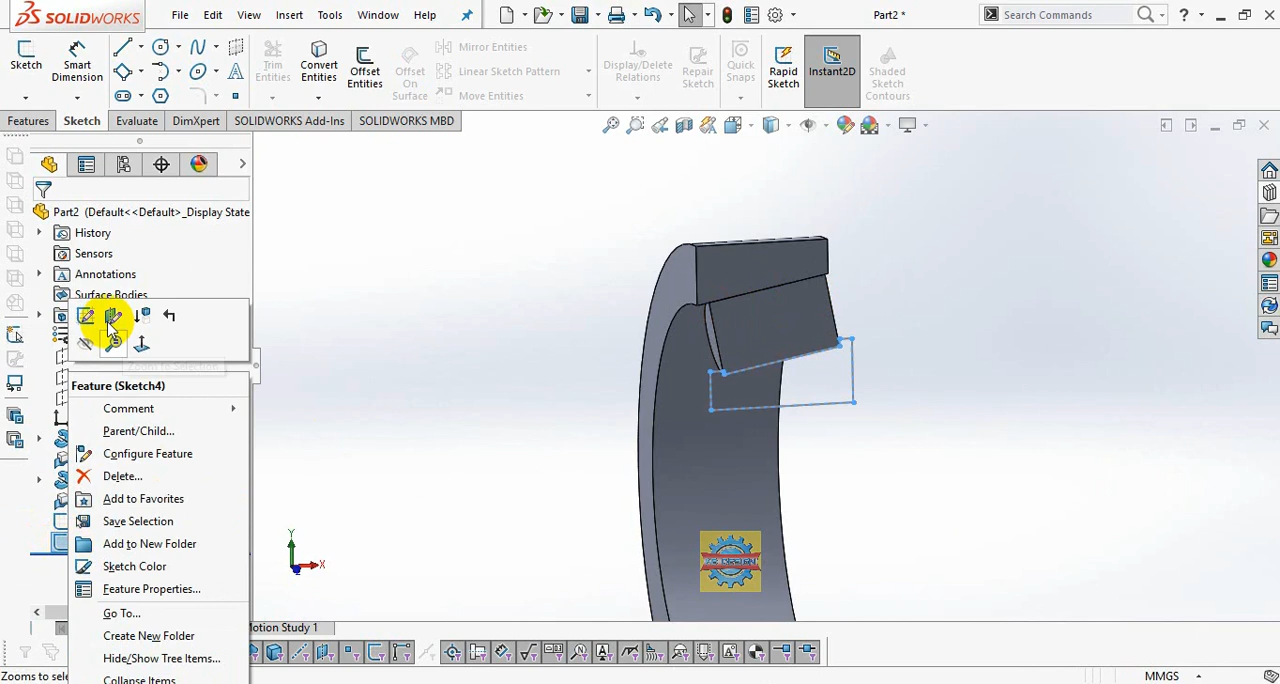 SOLIDWORKS
File Edit View Insert Tools Window Help
Part2 *
Search Commands
Sketch
Smart Dimension
Trim Entities
Convert Entities
Offset Entities
Offset On Surface
Mirror Entities
Linear Sketch Pattern
Move Entities
Display/Delete Relations
Repair Sketch
Quick Snaps
Rapid Sketch
Instant2D
Shaded Sketch Contours
Features Sketch Evaluate DimXpert SOLIDWORKS Add-Ins SOLIDWORKS MBD
Part2 (Default<<Default>_Display State
History
Sensors
Annotations
Surface Bodies
Feature (Sketch4)
Comment
Parent/Child...
Configure Feature
Delete...
Add to Favorites
Save Selection
Add to New Folder
Sketch Color
Feature Properties...
Go To...
Create New Folder
Hide/Show Tree Items...
Collapse Items
Y
X
Z
otion Study 1
Zooms to sele
MMGS